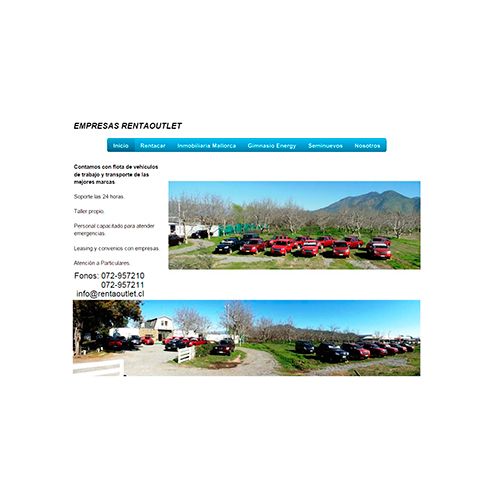 EMPRESAS RENTAOUTLET
Inicio Rentacar Inmobiliaria Mallorca Gimnasio Energy Seminuevos Nosotros
Contamos con flota de vehículos
de trabajo y transporte de las
mejores marcas
Soporte las 24 horas.
Taller propio.
Personal capacitado para atender
emergencias.
Leasing y convenios con empresas.
Atención a Particulares.
Fonos: 072-957210
072-957211
info@rentaoutlet.cl